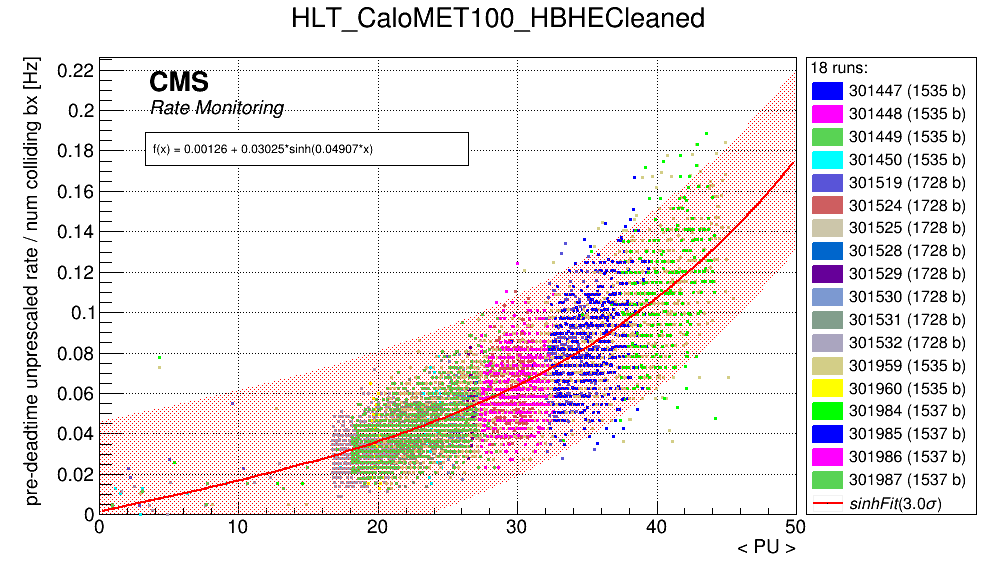 HLT_CaloMET100_HBHECleaned
pre-deadtime unprescaled rate / num colliding bx [Hz]
0.22
0.2
0.18
0.16
0.14
0.12
0.1
0.08
0.06
0.04
0.02
0
CMS
Rate Monitoring
f(x) = 0.00126 + 0.03025*sinh(0.04907*x)
0 10 20 30 40 50
< PU >
18 runs:
301447 (1535 b)
301448 (1535 b)
301449 (1535 b)
301450 (1535 b)
301519 (1728 b)
301524 (1728 b)
301525 (1728 b)
301528 (1728 b)
301529 (1728 b)
301530 (1728 b)
301531 (1728 b)
301532 (1728 b)
301959 (1535 b)
301960 (1535 b)
301984 (1537 b)
301985 (1537 b)
301986 (1537 b)
301987 (1537 b)
sinhFit(3.0σ)